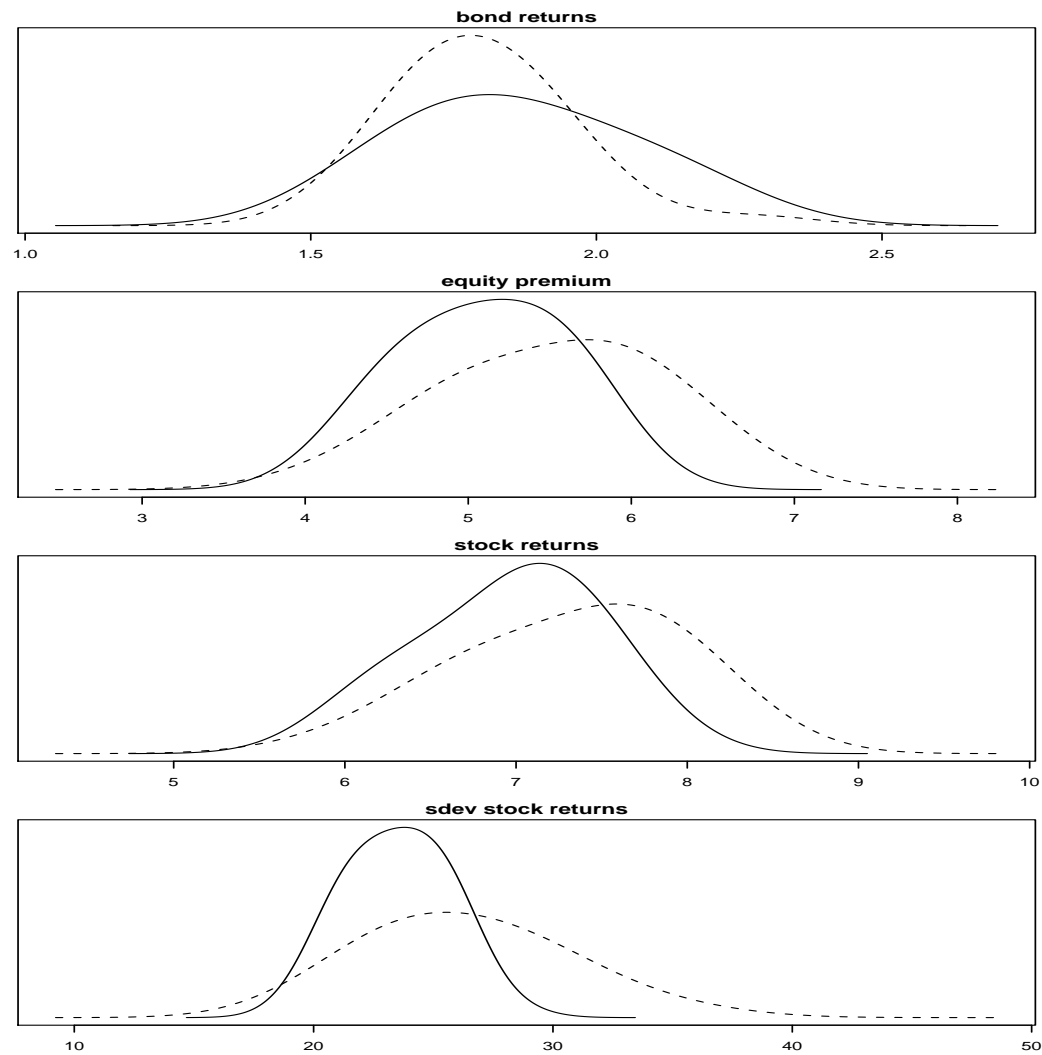 bond returns
1.0 1.5 2.0 2.5
equity premium
3 4 5 6 7 8
stock returns
5 6 7 8 9 10
sdev stock returns
10 20 30 40 50